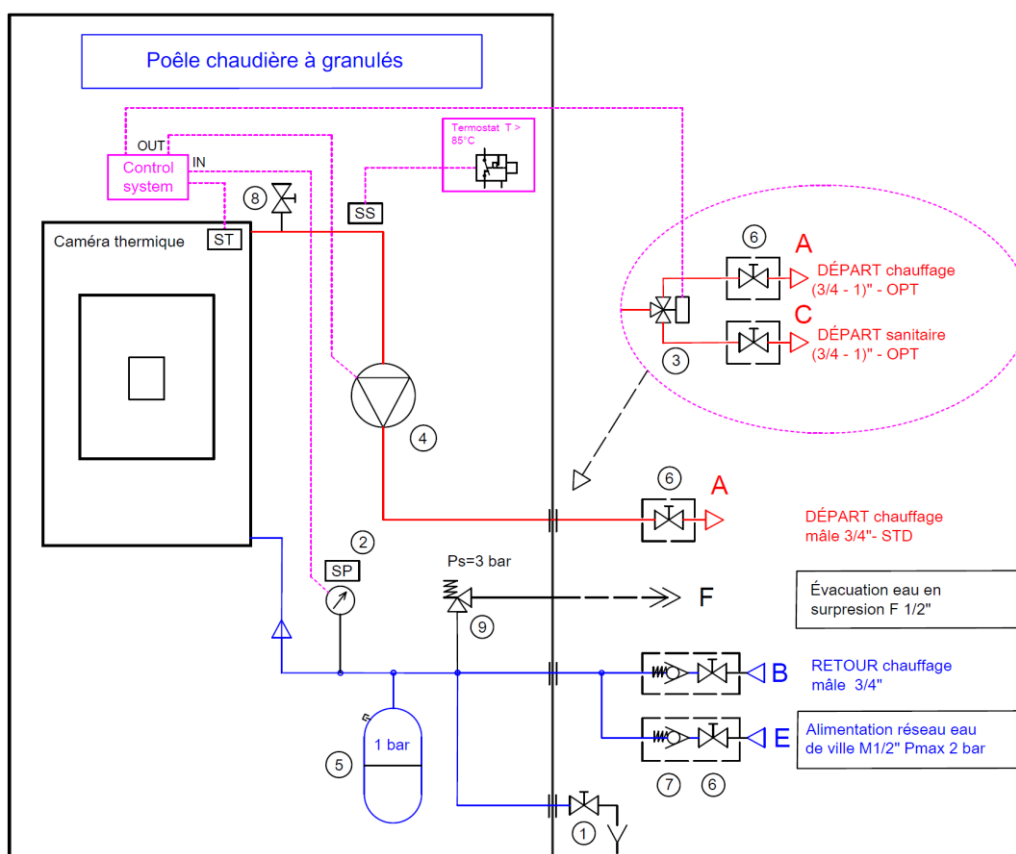 Poêle chaudière à granulés
Termostat T >
85°C
OUT
IN
Control
system
8
SS
ST
Caméra thermique
6
A
DÉPART chauffage
(3/4 - 1)" - OPT
C
DÉPART sanitaire
(3/4 - 1)" - OPT
3
4
6
A
DÉPART chauffage
mâle 3/4"- STD
2
SP
Ps=3 bar
F
Évacuation eau en
surpresion F 1/2"
9
B
RETOUR chauffage
mâle 3/4"
1 bar
5
E
Alimentation réseau eau
de ville M1/2" Pmax 2 bar
7
6
1